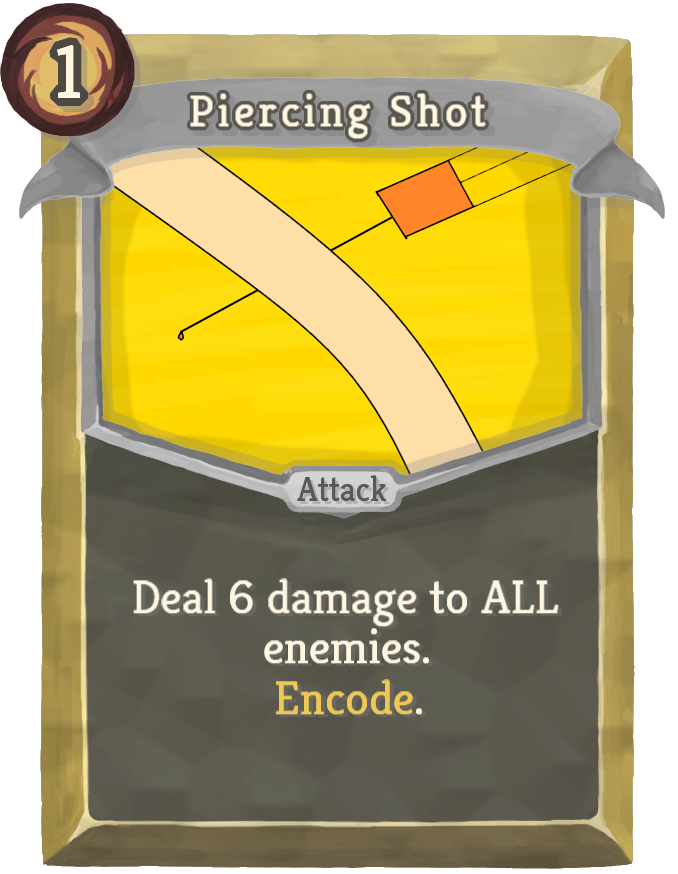 1
Piercing Shot
Attack
Deal 6 damage to ALL
enemies.
Encode.